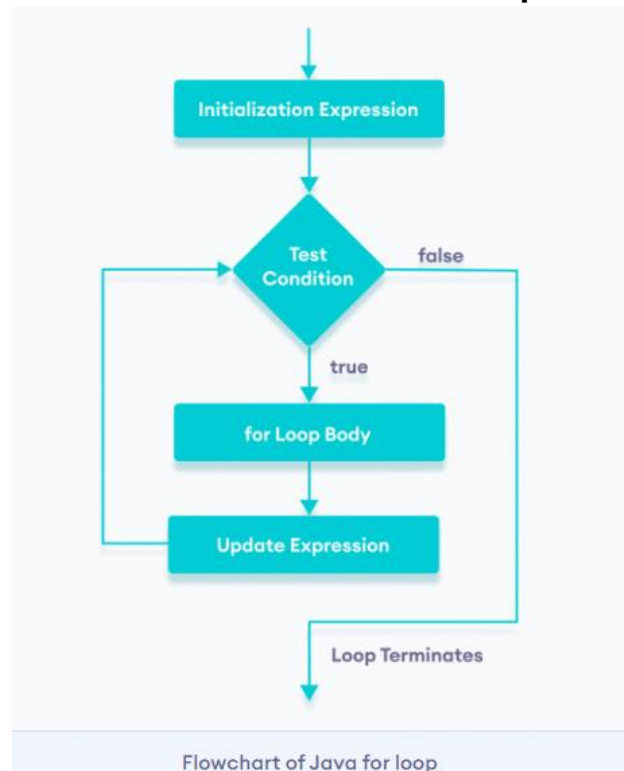 Initialization Expression
Test
Condition
false
true
for Loop Body
Update Expression
Loop Terminates
Flowchart of Java for loop